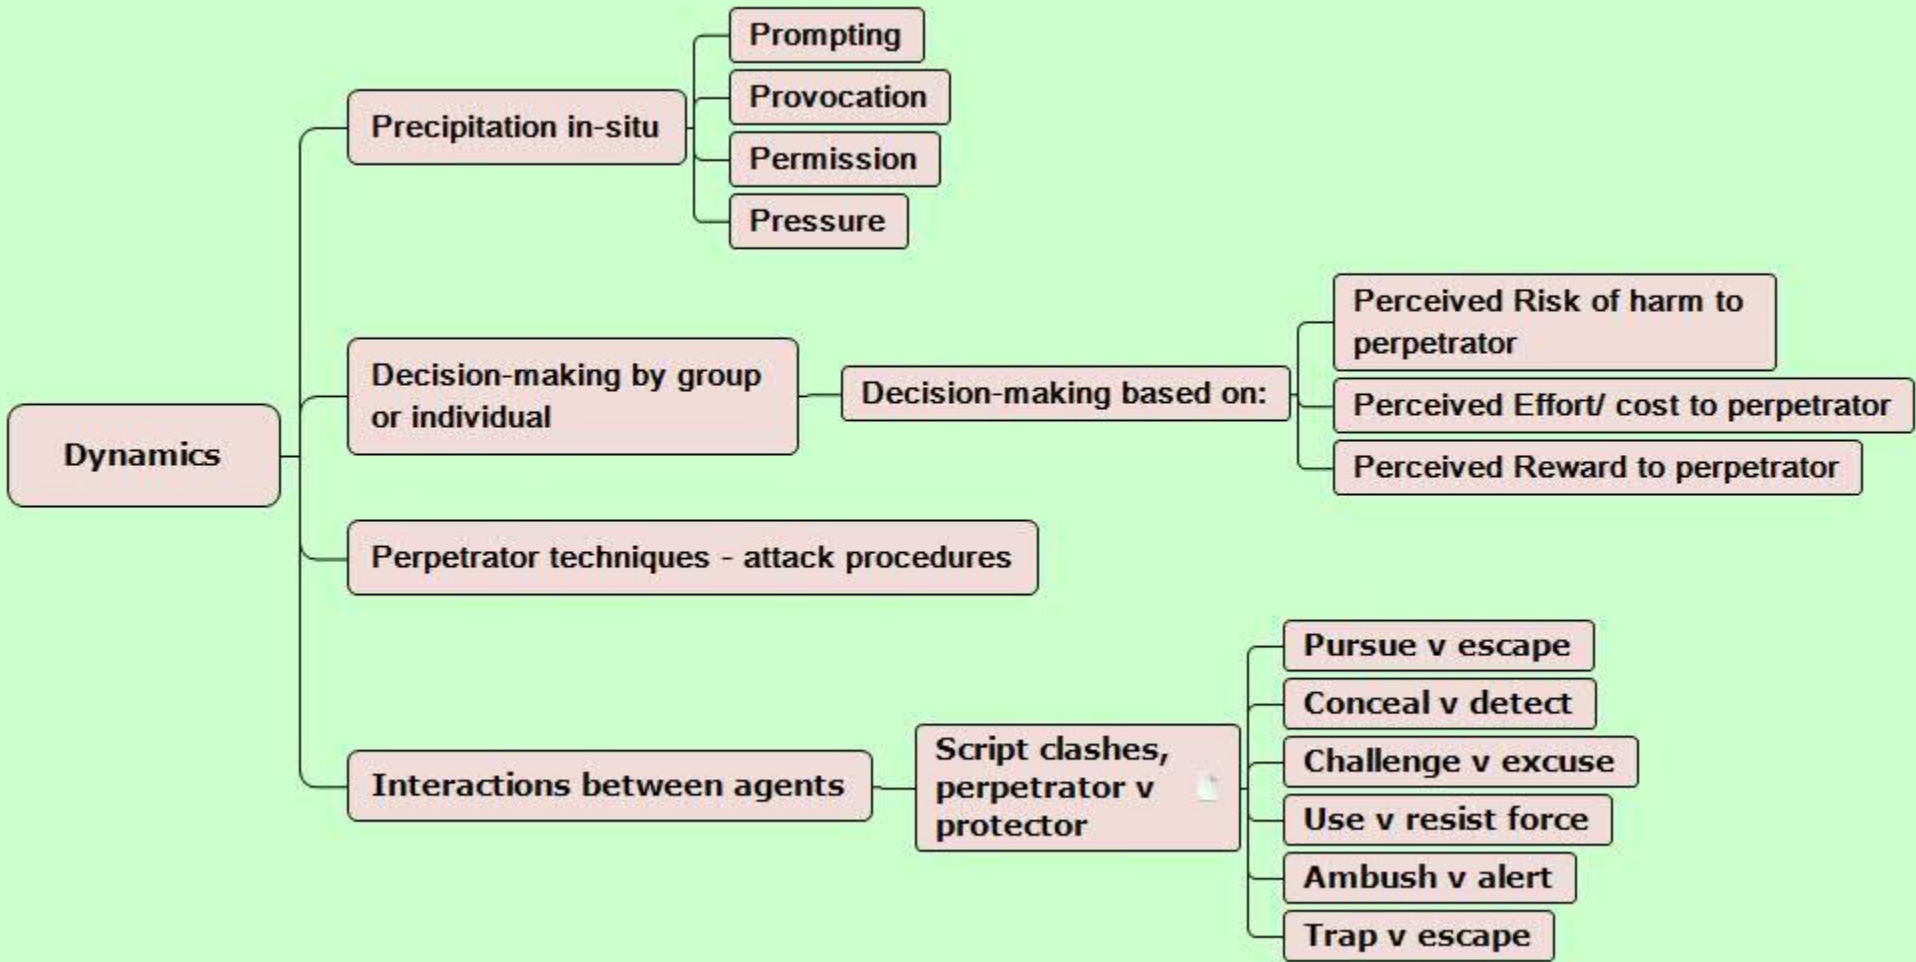 Dynamics
Precipitation in-situ
Prompting
Provocation
Permission
Pressure
Decision-making by group
or individual
Decision-making based on:
Perceived Risk of harm to
perpetrator
Perceived Effort/ cost to perpetrator
Perceived Reward to perpetrator
Perpetrator techniques - attack procedures
Interactions between agents
Script clashes,
perpetrator v
protector
Pursue v escape
Conceal v detect
Challenge v excuse
Use v resist force
Ambush v alert
Trap v escape